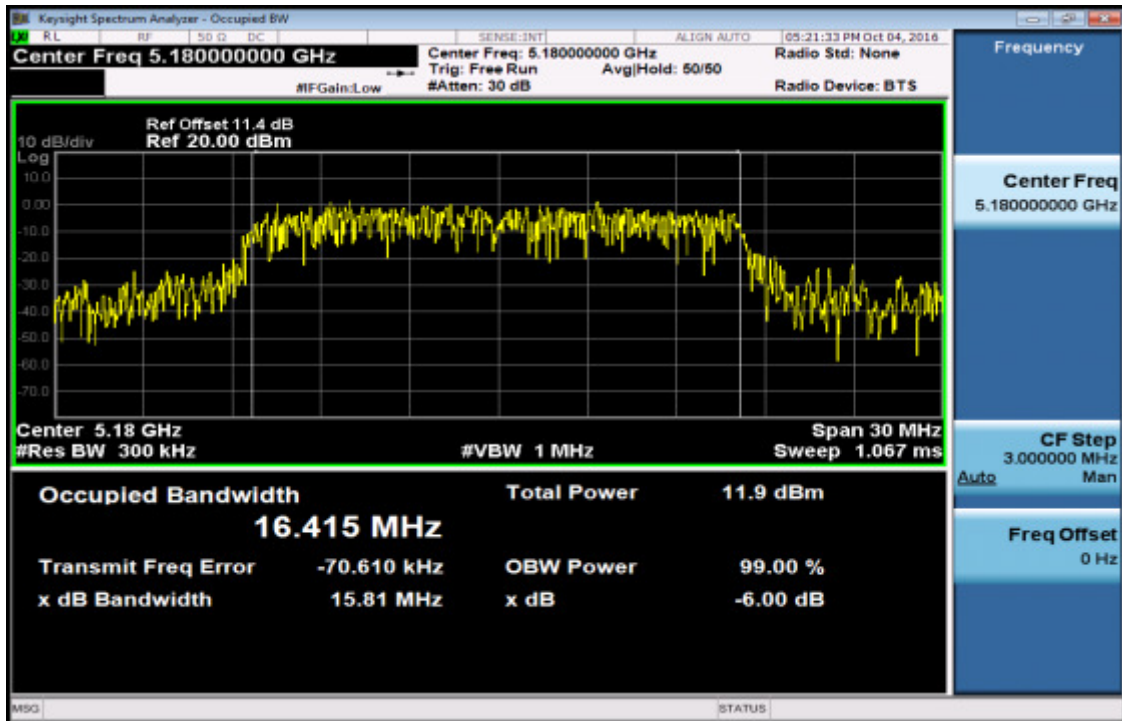 Keysight Spectrum Analyzer - Occupied BW
LXI RL RF 50 Ω DC SENSE:INT ALIGN AUTO 05:21:33 PM Oct 04, 2016
Center Freq 5.180000000 GHz
Center Freq: 5.180000000 GHz Radio Std: None
Trig: Free Run Avg|Hold: 50/50
#IFGain:Low #Atten: 30 dB Radio Device: BTS
Ref Offset 11.4 dB
10 dB/div Ref 20.00 dBm
Log
10.0
0.00
-10.0
-20.0
-30.0
-40.0
-50.0
-60.0
-70.0
Center 5.18 GHz Span 30 MHz
#Res BW 300 kHz #VBW 1 MHz Sweep 1.067 ms
Occupied Bandwidth Total Power 11.9 dBm
16.415 MHz
Transmit Freq Error -70.610 kHz OBW Power 99.00 %
x dB Bandwidth 15.81 MHz x dB -6.00 dB
MSG STATUS
Frequency
Center Freq
5.180000000 GHz
CF Step
3.000000 MHz
Auto Man
Freq Offset
0 Hz